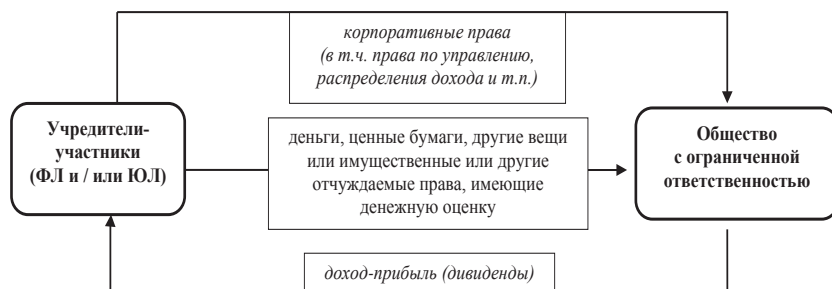 корпоративные права
(в т.ч. права по управлению,
распределения дохода и т.п.)
Учредители-
участники
(ФЛ и / или ЮЛ)
деньги, ценные бумаги, другие вещи
или имущественные или другие
отчуждаемые права, имеющие
денежную оценку
Общество
с ограниченной
ответственностью
доход-прибыль (дивиденды)